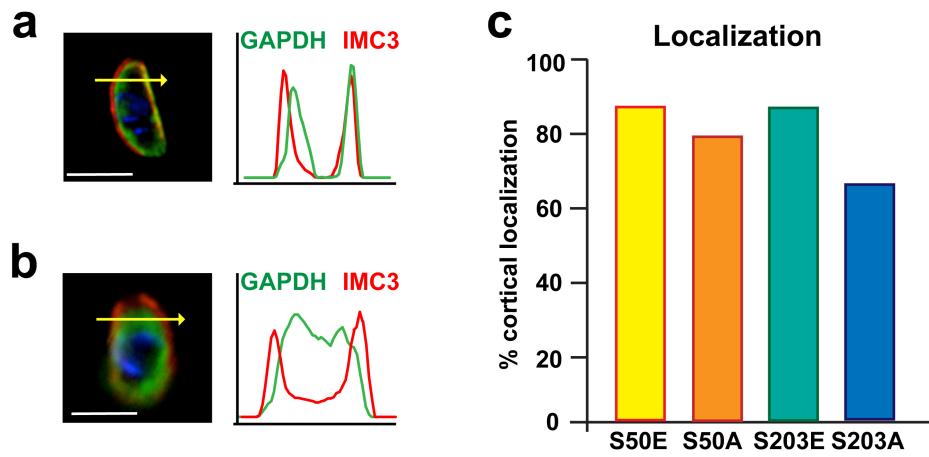 a
GAPDH IMC3
b
GAPDH IMC3
c
Localization
% cortical localization
100
80
60
40
20
0
S50E S50A S203E S203A